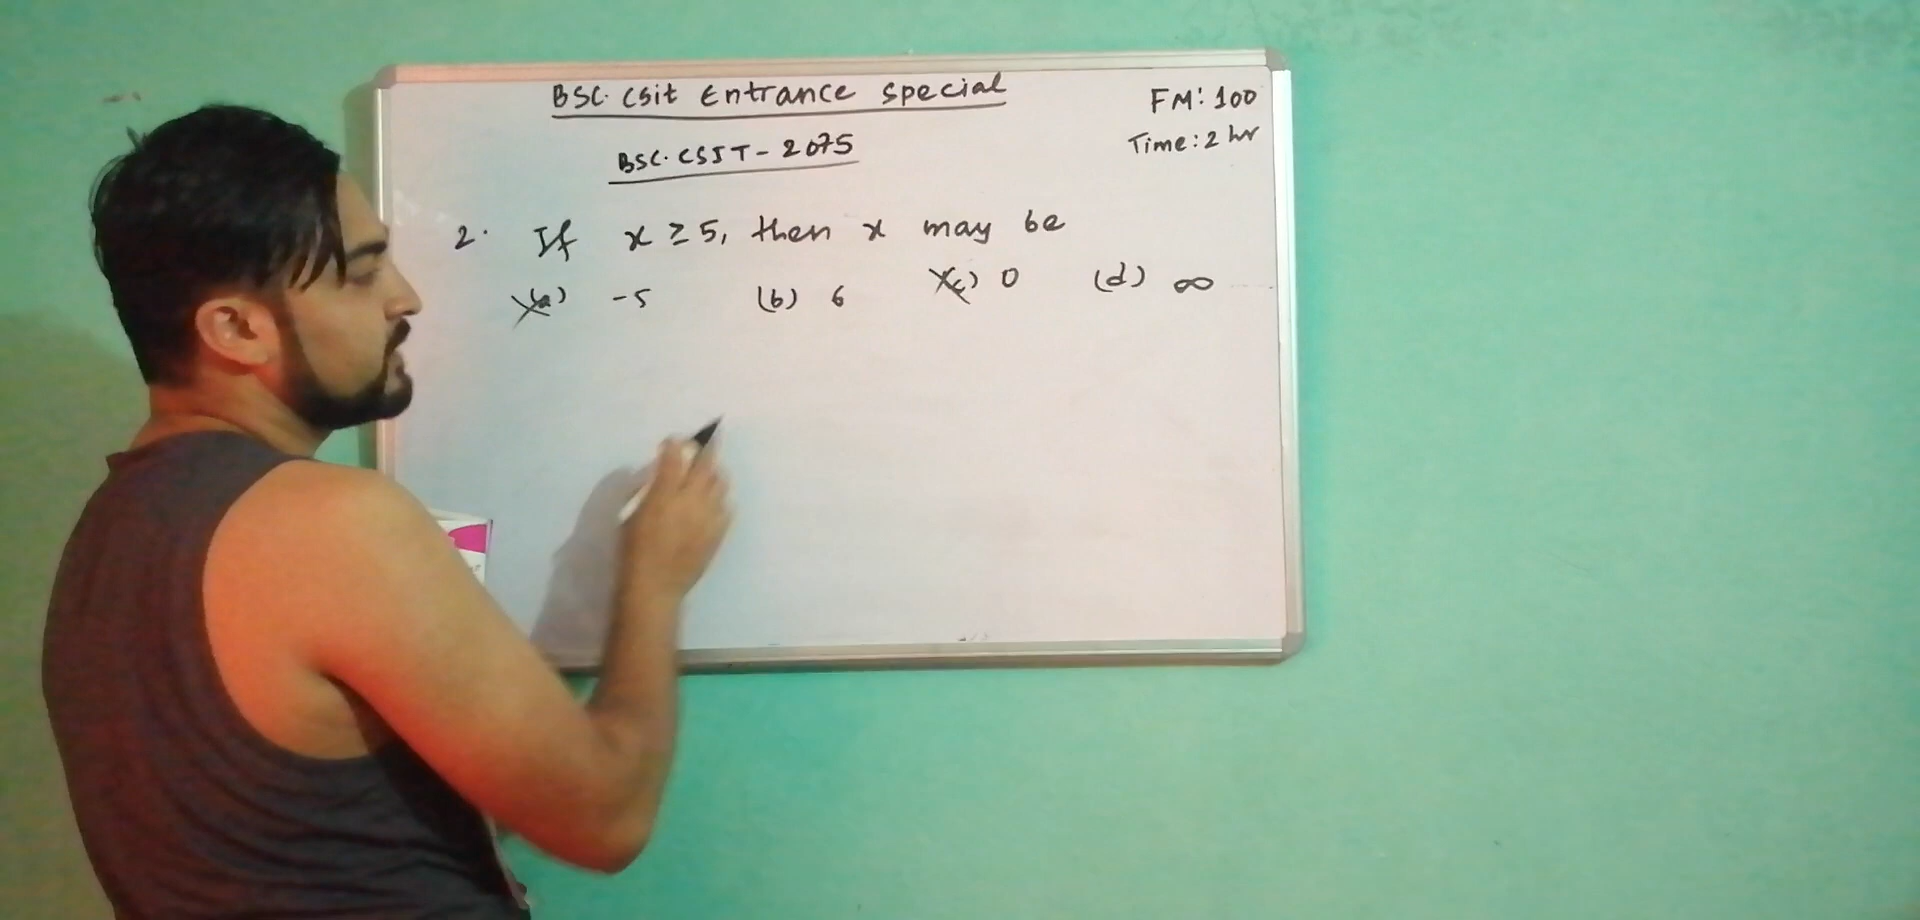 BSC. CSit Entrance Special
FM: 100
Time: 2 hr
BSC. CSIT - 2075
2. If x ≥ 5, then x may be
(a) -5 (b) 6 (c) 0 (d) ∞